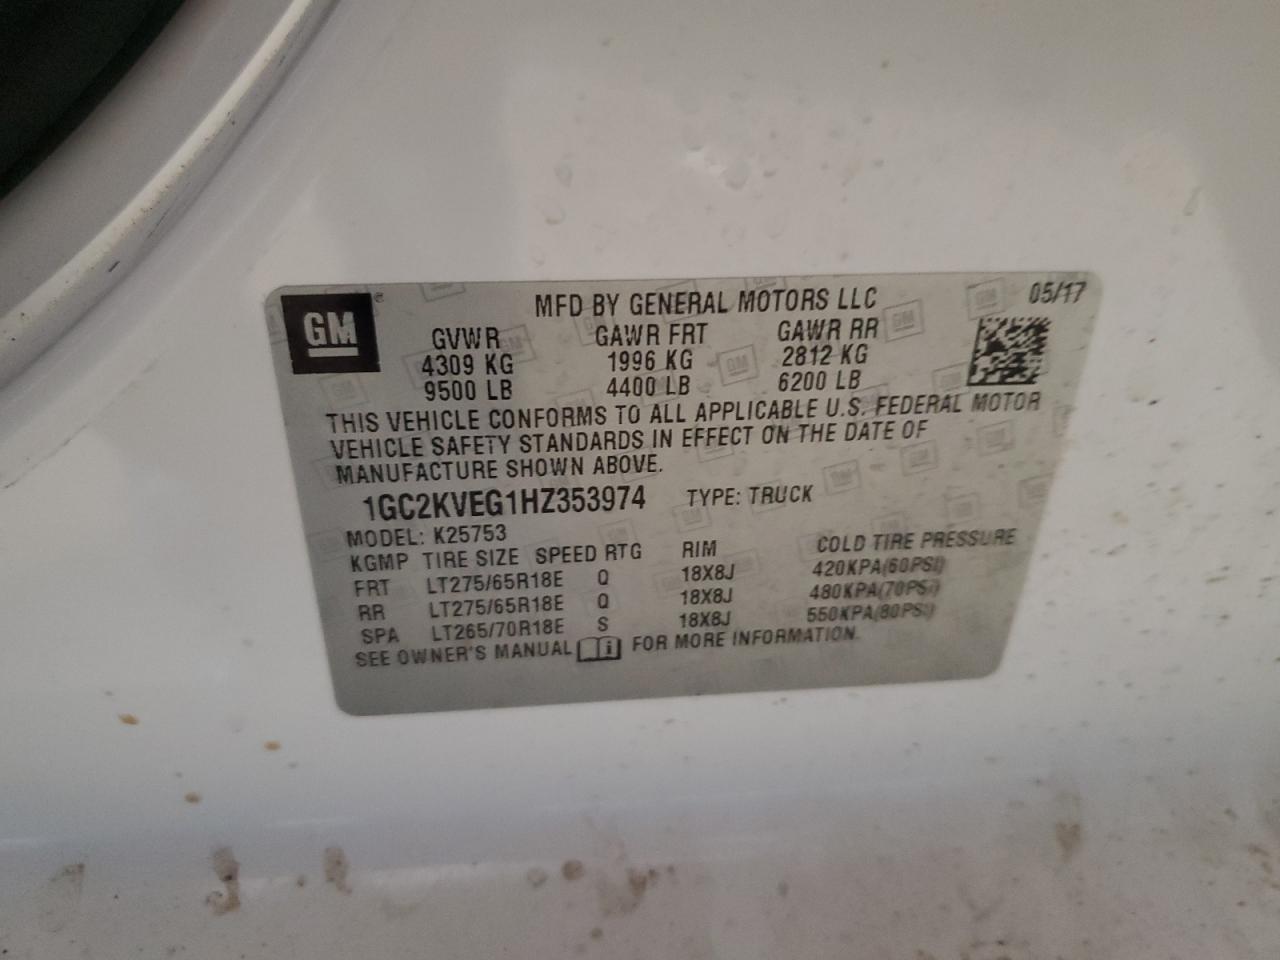 GM ®
MFD BY GENERAL MOTORS LLC 05/17
GVWR GAWR FRT GAWR RR
4309 KG 1996 KG 2812 KG
9500 LB 4400 LB 6200 LB
THIS VEHICLE CONFORMS TO ALL APPLICABLE U.S. FEDERAL MOTOR
VEHICLE SAFETY STANDARDS IN EFFECT ON THE DATE OF
MANUFACTURE SHOWN ABOVE.
1GC2KVEG1HZ353974 TYPE: TRUCK
MODEL: K25753
KGMP TIRE SIZE SPEED RTG RIM COLD TIRE PRESSURE
FRT LT275/65R18E Q 18X8J 420KPA(60PSI)
RR LT275/65R18E Q 18X8J 480KPA(70PSI)
SPA LT265/70R18E S 18X8J 550KPA(80PSI)
SEE OWNER'S MANUAL i FOR MORE INFORMATION.